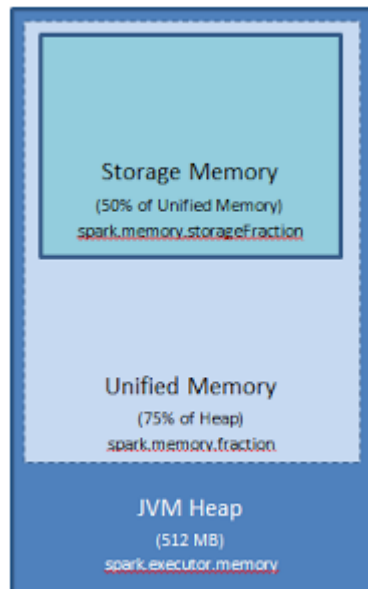 Storage Memory
(50% of Unified Memory)
spark.memory.storageFraction
Unified Memory
(75% of Heap)
spark.memory.fraction
JVM Heap
(512 MB)
spark.executor.memory